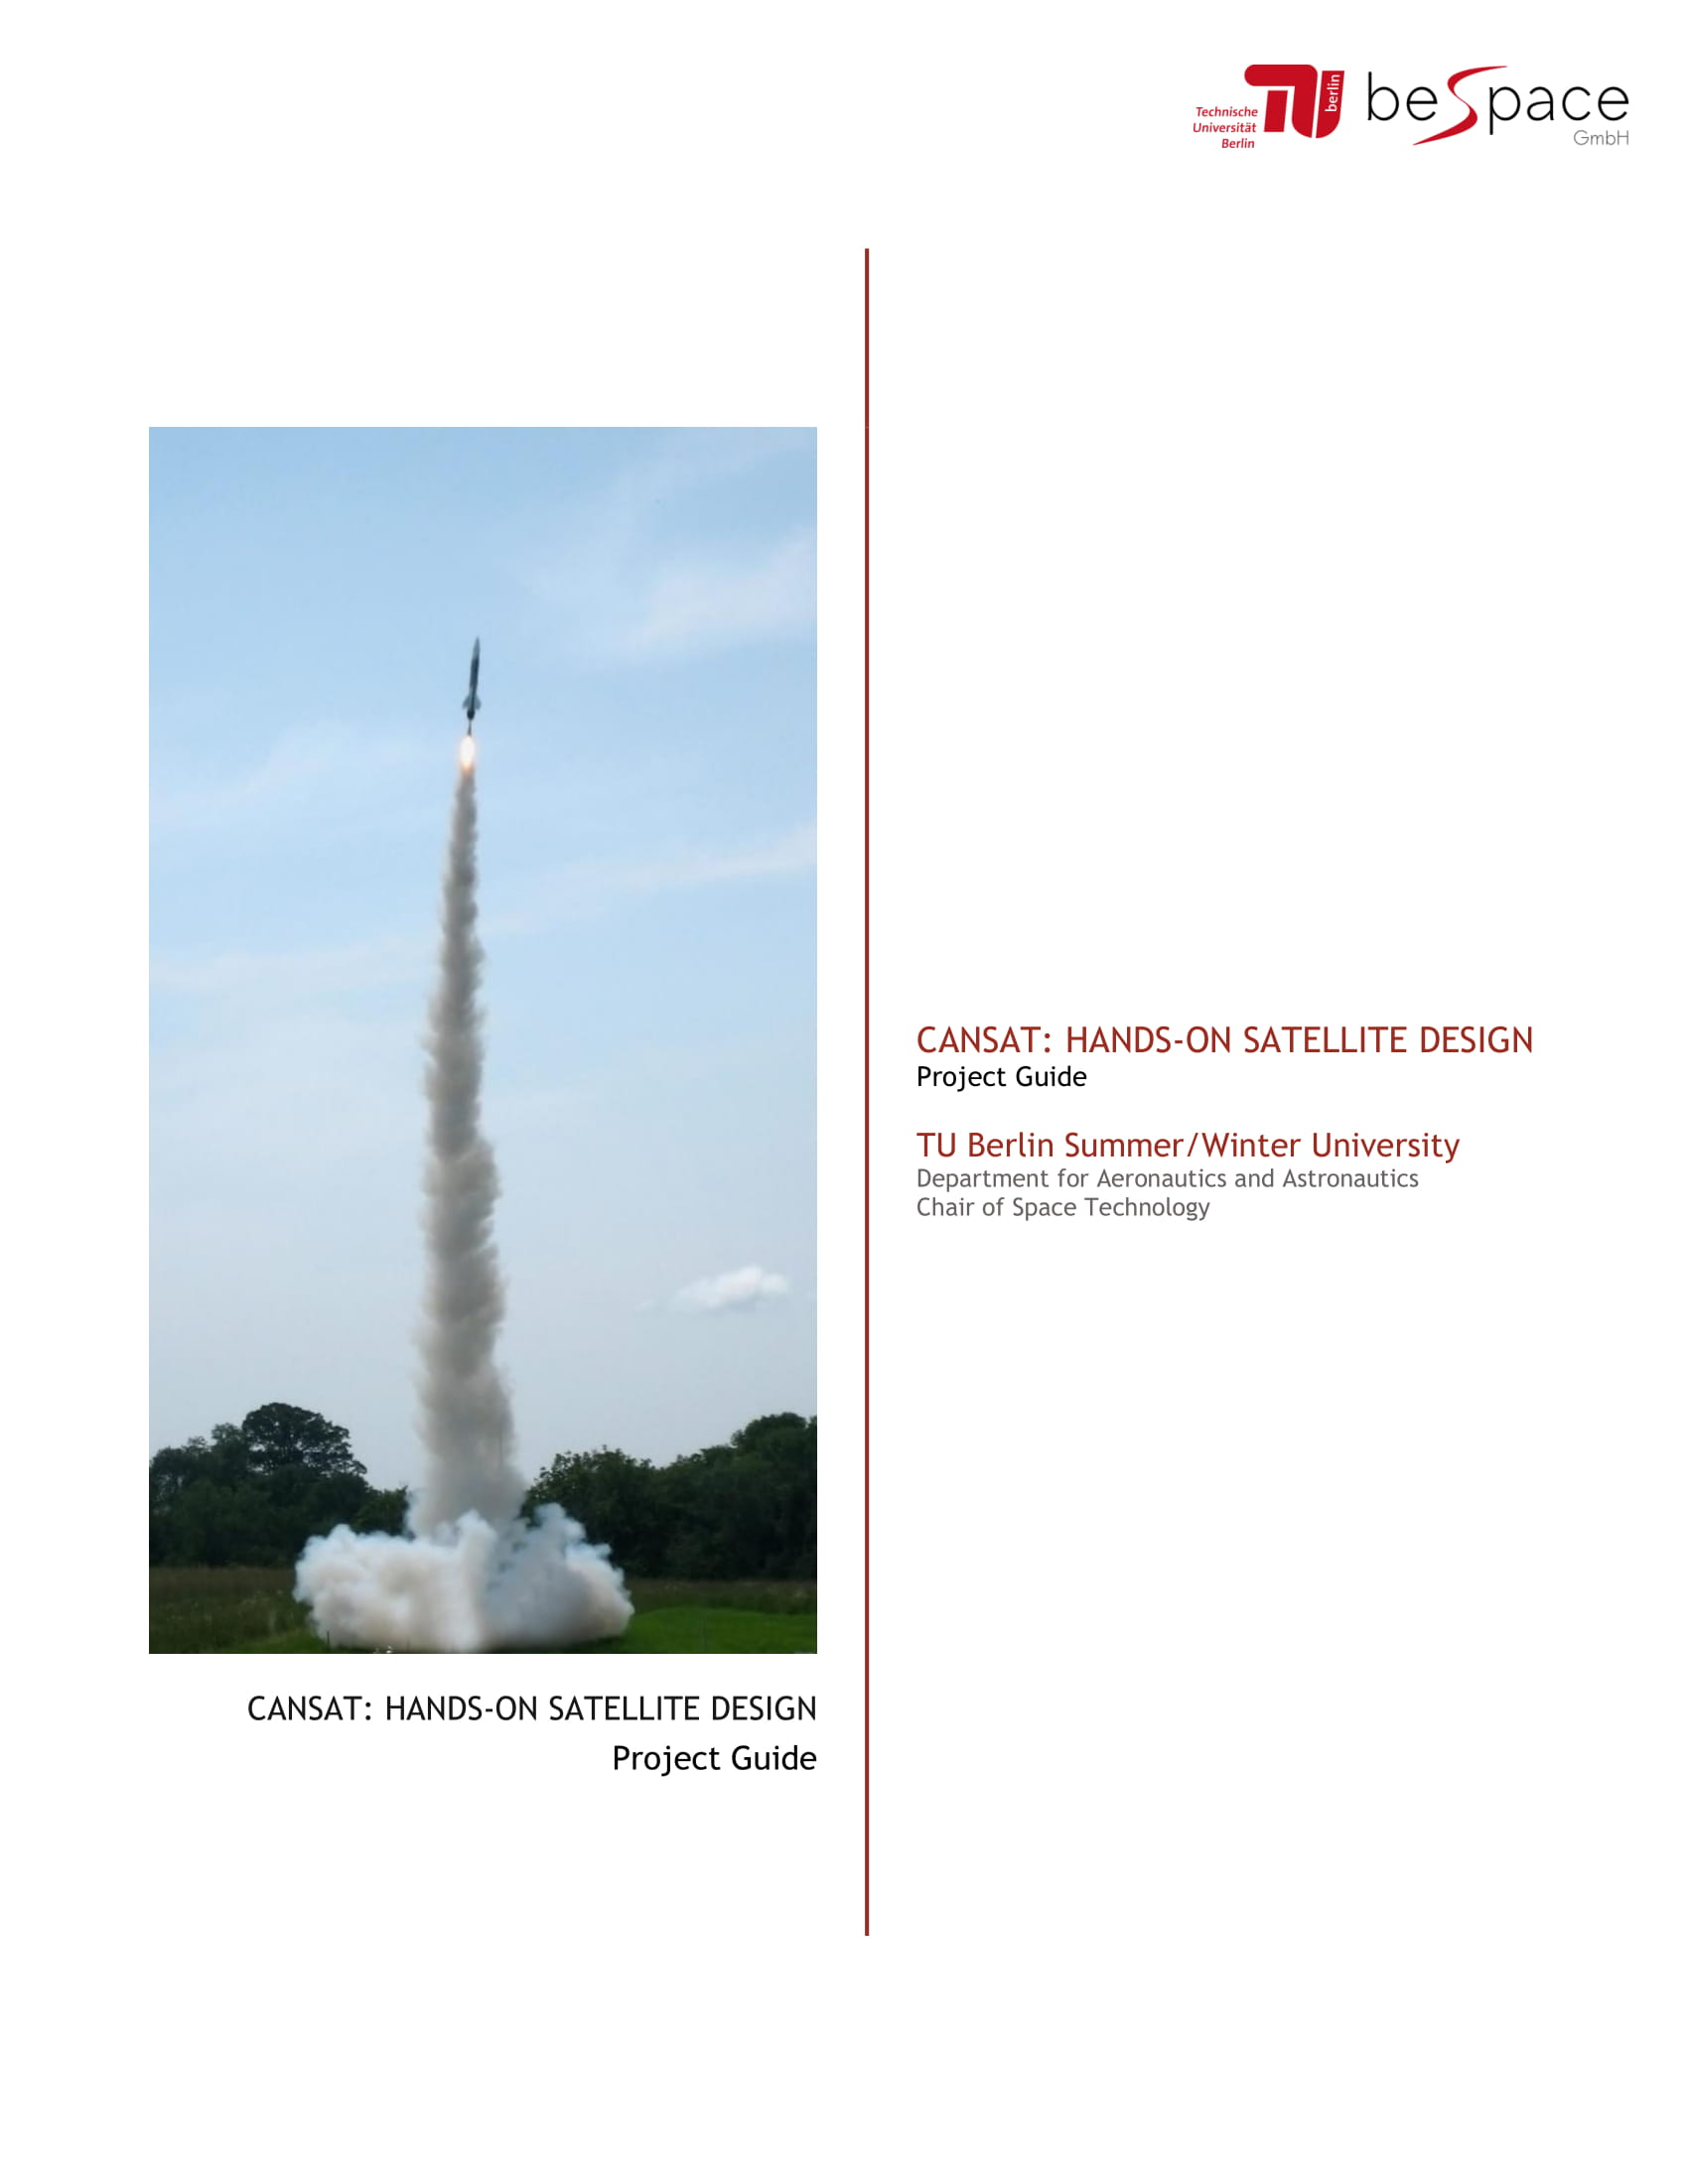 Technische
Universität
Berlin
berlin
bespace
GmbH
CANSAT: HANDS-ON SATELLITE DESIGN
Project Guide
TU Berlin Summer/Winter University
Department for Aeronautics and Astronautics
Chair of Space Technology
CANSAT: HANDS-ON SATELLITE DESIGN
Project Guide